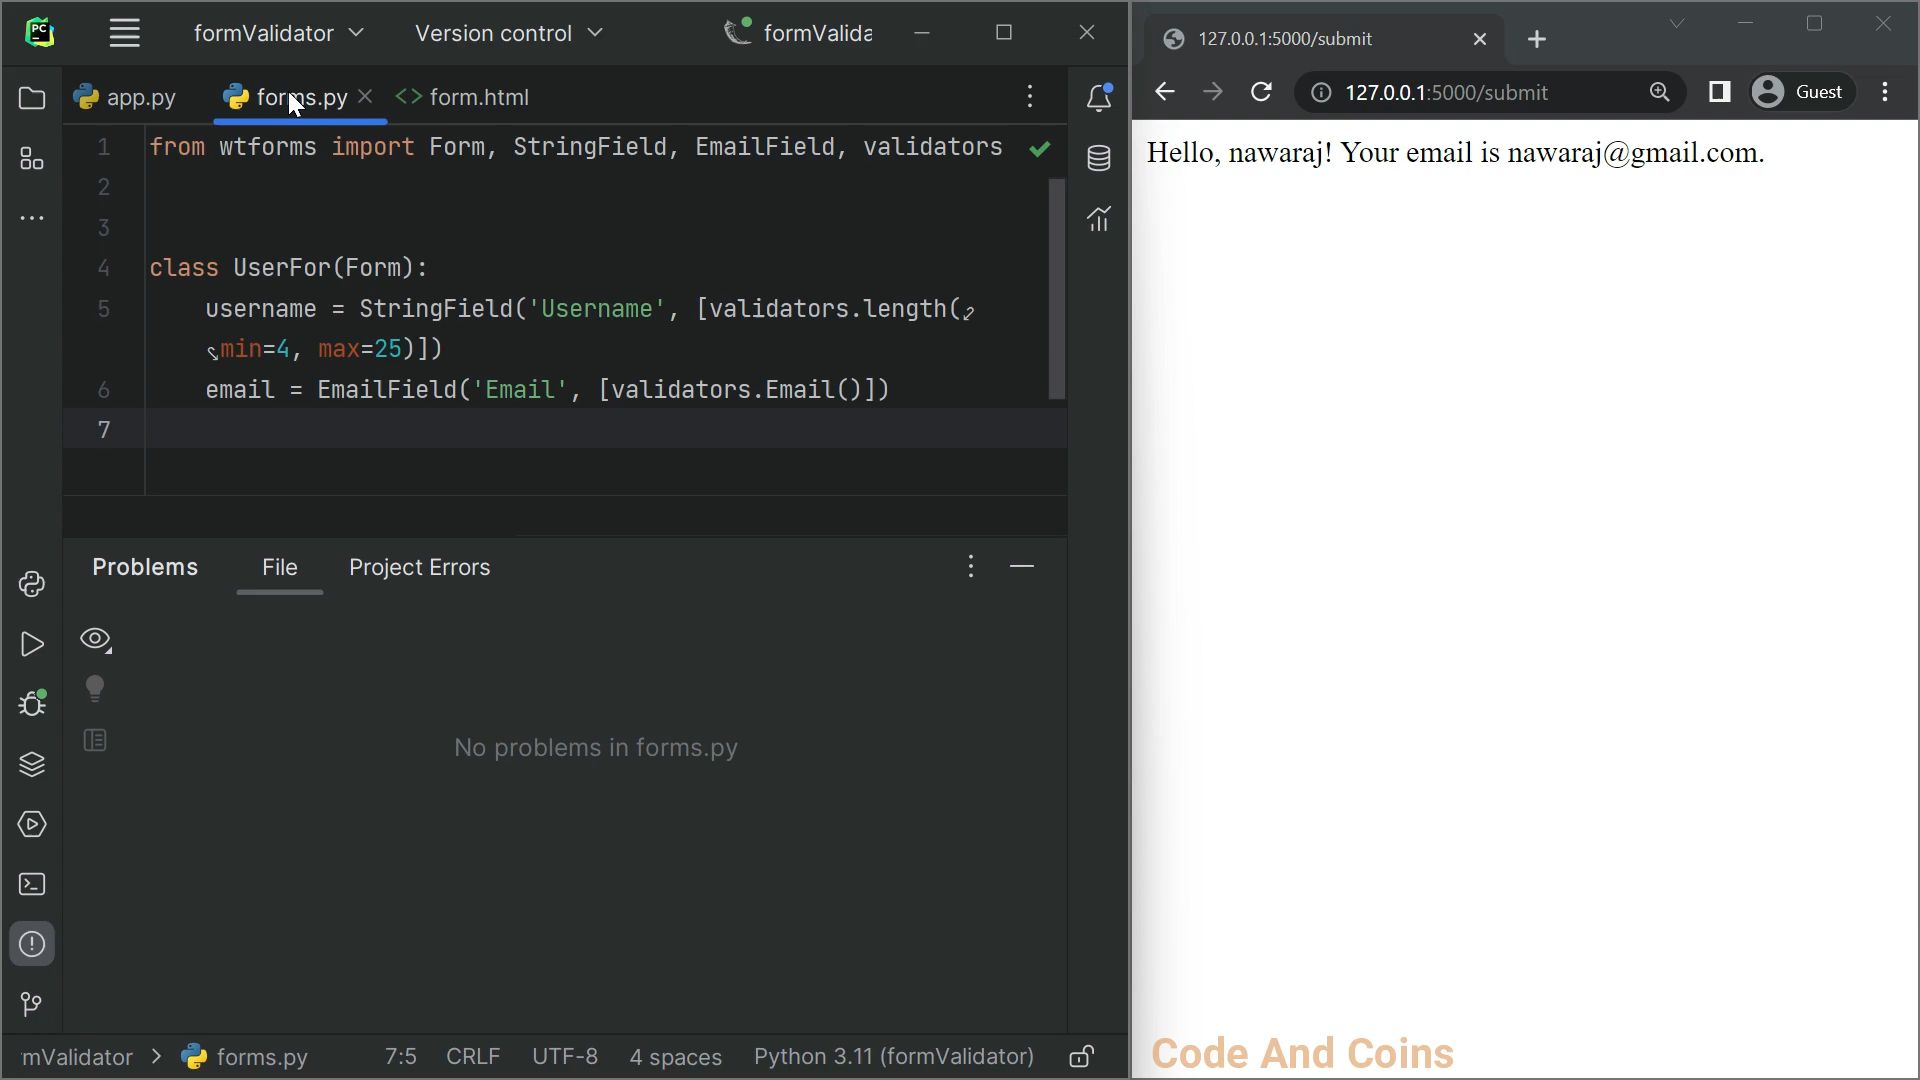 PC
formValidator
Version control
formValida
app.py
forms.py
form.html
1 from wtforms import Form, StringField, EmailField, validators
2
3
4 class UserFor(Form):
5 username = StringField('Username', [validators.length(
min=4, max=25)])
6 email = EmailField('Email', [validators.Email()])
7
Problems
File
Project Errors
No problems in forms.py
mValidator > forms.py
7:5
CRLF
UTF-8
4 spaces
Python 3.11 (formValidator)
127.0.0.1:5000/submit
127.0.0.1:5000/submit
Guest
Hello, nawaraj! Your email is nawaraj@gmail.com.
Code And Coins